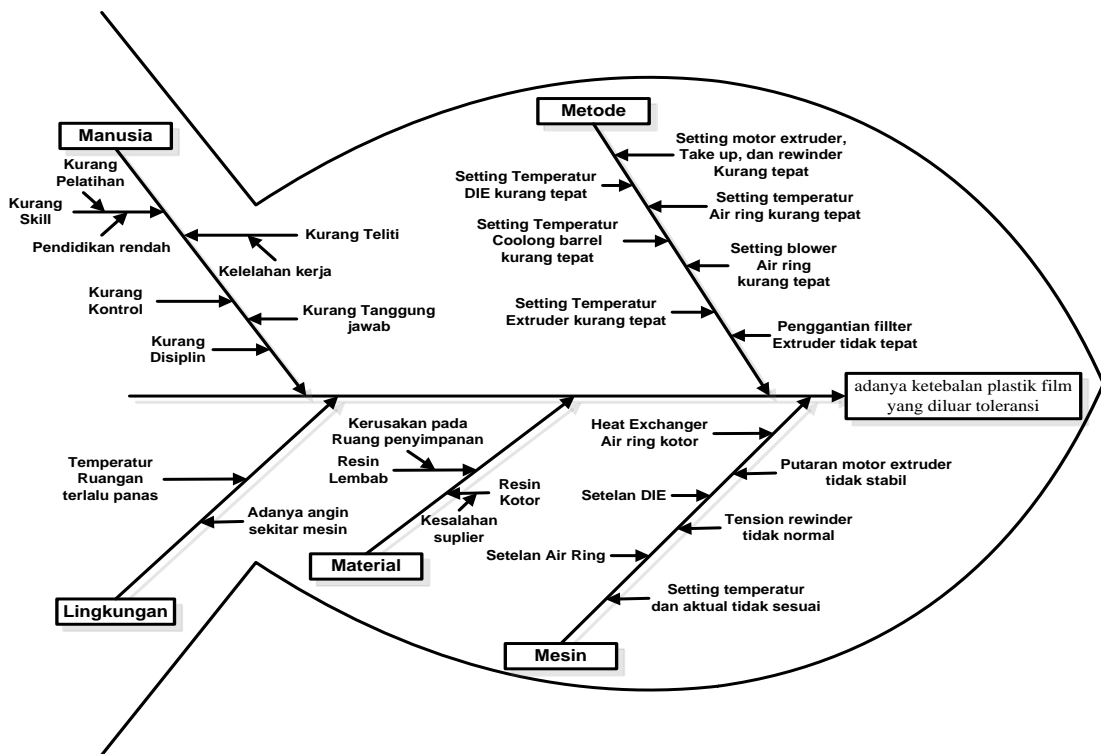 Manusia
Kurang
Pelatihan
Kurang
Skill
Pendidikan rendah
Kurang Teliti
Kelelahan kerja
Kurang
Kontrol
Kurang Tanggung
jawab
Kurang
Disiplin
Metode
Setting motor extruder,
Take up, dan rewinder
Kurang tepat
Setting Temperatur
DIE kurang tepat
Setting temperatur
Air ring kurang tepat
Setting Temperatur
Coolong barrel
kurang tepat
Setting blower
Air ring
kurang tepat
Setting Temperatur
Extruder kurang tepat
Penggantian fillter
Extruder tidak tepat
adanya ketebalan plastik film
yang diluar toleransi
Temperatur
Ruangan
terlalu panas
Adanya angin
sekitar mesin
Lingkungan
Kerusakan pada
Ruang penyimpanan
Resin
Lembab
Resin
Kotor
Kesalahan
suplier
Material
Heat Exchanger
Air ring kotor
Putaran motor extruder
tidak stabil
Setelan DIE
Tension rewinder
tidak normal
Setelan Air Ring
Setting temperatur
dan aktual tidak sesuai
Mesin